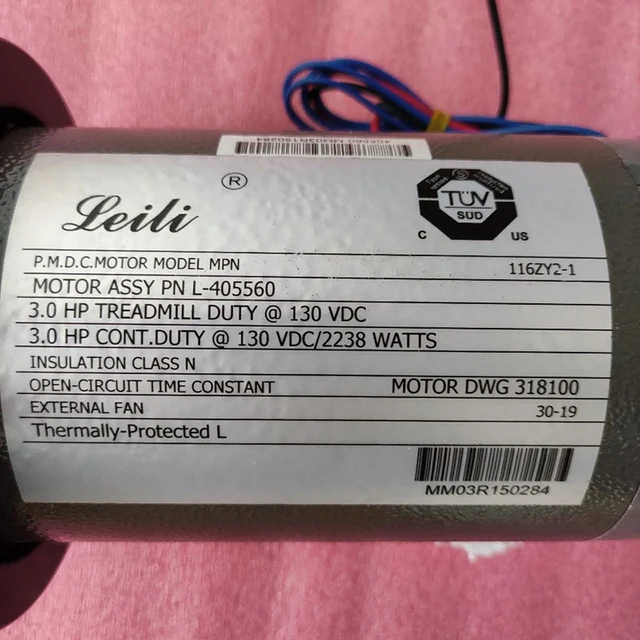 405560-MM03R150284
Leili ®
TÜV
SÜD
C US
P.M.D.C.MOTOR MODEL MPN 116ZY2-1
MOTOR ASSY PN L-405560
3.0 HP TREADMILL DUTY @ 130 VDC
3.0 HP CONT.DUTY @ 130 VDC/2238 WATTS
INSULATION CLASS N
OPEN-CIRCUIT TIME CONSTANT MOTOR DWG 318100
EXTERNAL FAN 30-19
Thermally-Protected L
MM03R150284